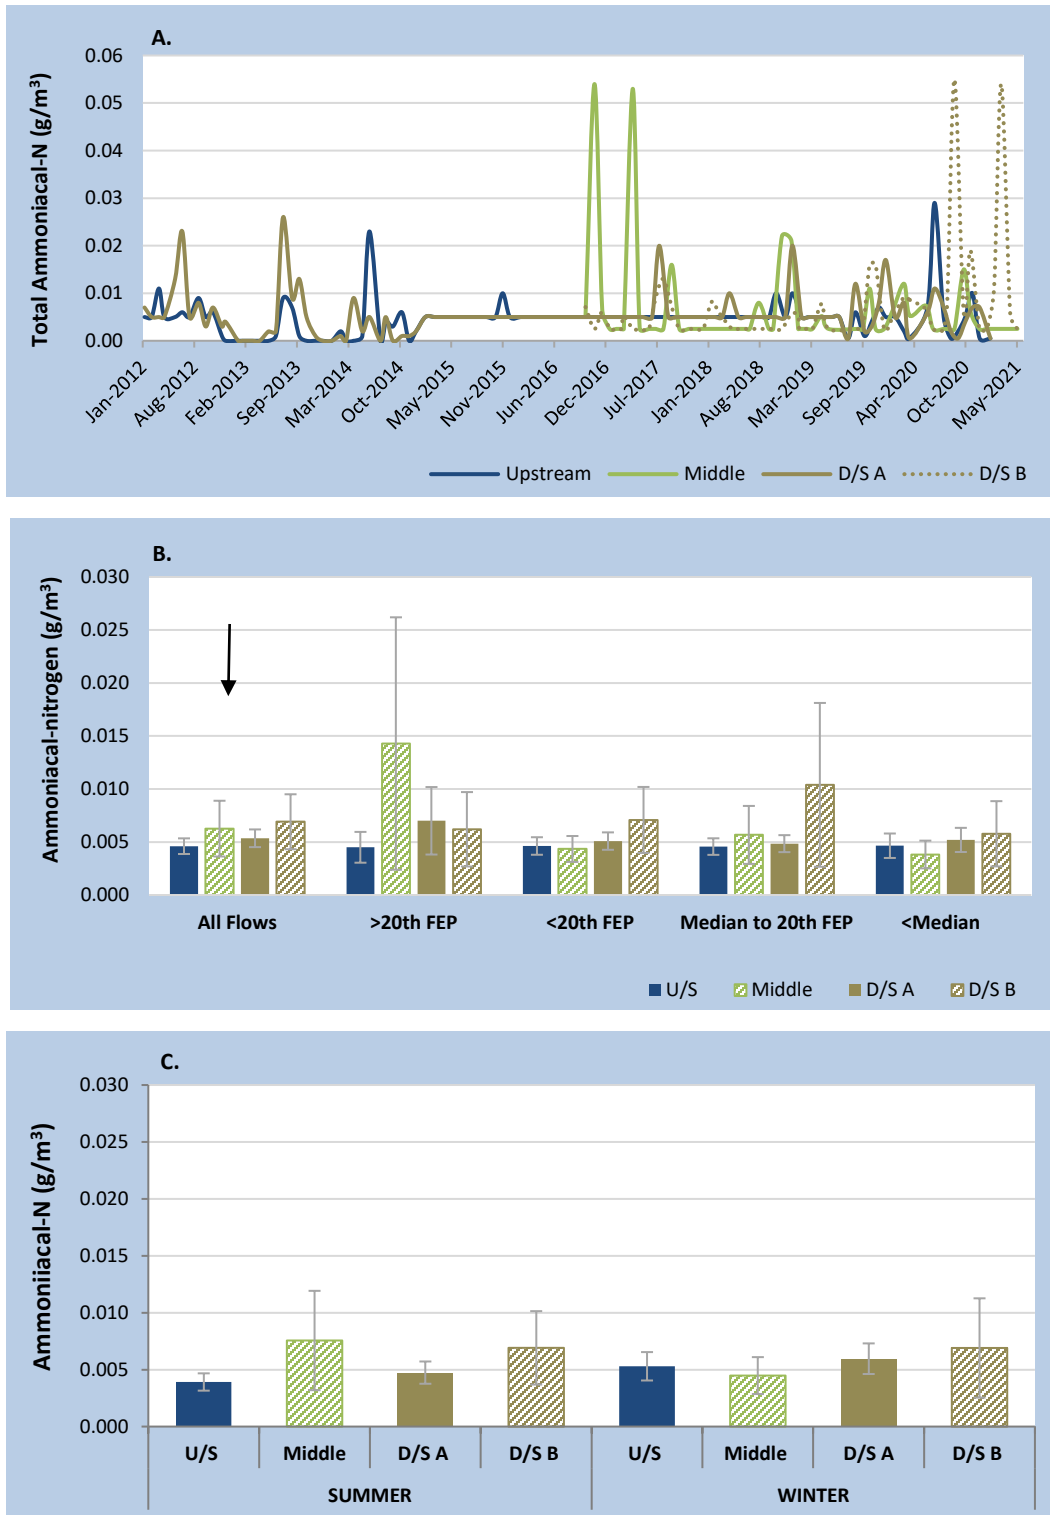 A.
Total Ammoniacal-N (g/m³)
0.06
0.05
0.04
0.03
0.02
0.01
0.00
Jan-2012
Aug-2012
Feb-2013
Sep-2013
Mar-2014
Oct-2014
May-2015
Nov-2015
Jun-2016
Dec-2016
Jul-2017
Jan-2018
Aug-2018
Mar-2019
Sep-2019
Apr-2020
Oct-2020
May-2021
Upstream Middle D/S A D/S B
B.
Ammoniacal-nitrogen (g/m³)
0.030
0.025
0.020
0.015
0.010
0.005
0.000
All Flows >20th FEP <20th FEP Median to 20th FEP <Median
U/S Middle D/S A D/S B
C.
Ammoniiacal-N (g/m³)
0.030
0.025
0.020
0.015
0.010
0.005
0.000
U/S Middle D/S A D/S B U/S Middle D/S A D/S B
SUMMER WINTER